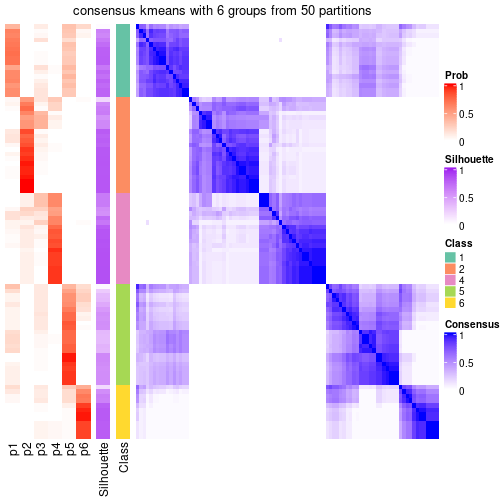 consensus kmeans with 6 groups from 50 partitions
Prob
1
0.5
0
Silhouette
1
0.5
0
Class
1
2
4
5
6
Consensus
1
0.5
0
p1
p2
p3
p4
p5
p6
Silhouette
Class